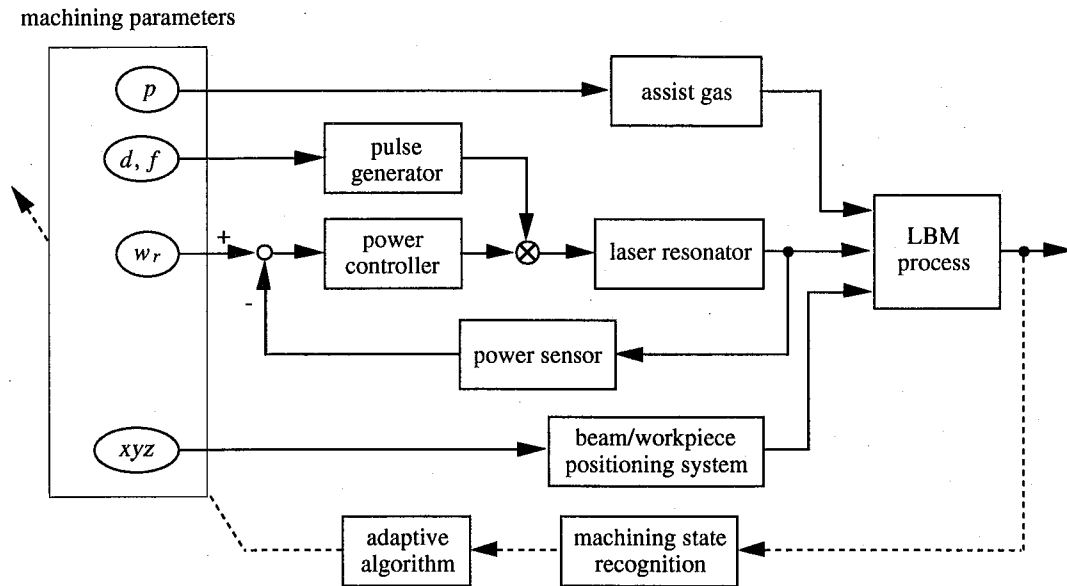 machining parameters
p
assist gas
d, f
pulse
generator
w_r
+
-
power
controller
laser resonator
LBM
process
power sensor
xyz
beam/workpiece
positioning system
adaptive
algorithm
machining state
recognition